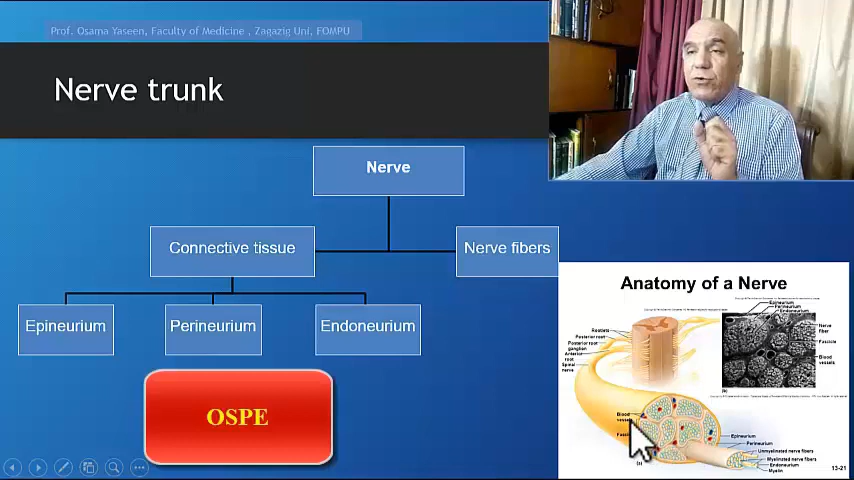 Prof. Osama Yaseen, Faculty of Medicine , Zagazig Uni, FOMPU
Nerve trunk
Nerve
Connective tissue
Nerve fibers
Epineurium
Perineurium
Endoneurium
OSPE
Anatomy of a Nerve
Rootlets
Posterior root
Posterior root
ganglion
Anterior
root
Spinal
nerve
Epineurium
Perineurium
Endoneurium
Nerve
fiber
Fascicle
Blood
vessels
(b)
Blood
vessels
(a)
Epineurium
Perineurium
Unmyelinated nerve fibers
Myelinated nerve fibers
Endoneurium
Myelin
13-21